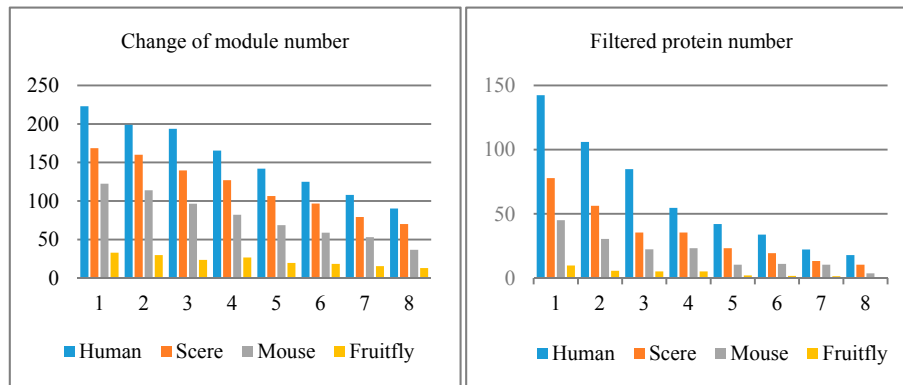 Change of module number
250
200
150
100
50
0
1 2 3 4 5 6 7 8
Human Scere Mouse Fruitfly
Filtered protein number
150
100
50
0
1 2 3 4 5 6 7 8
Human Scere Mouse Fruitfly